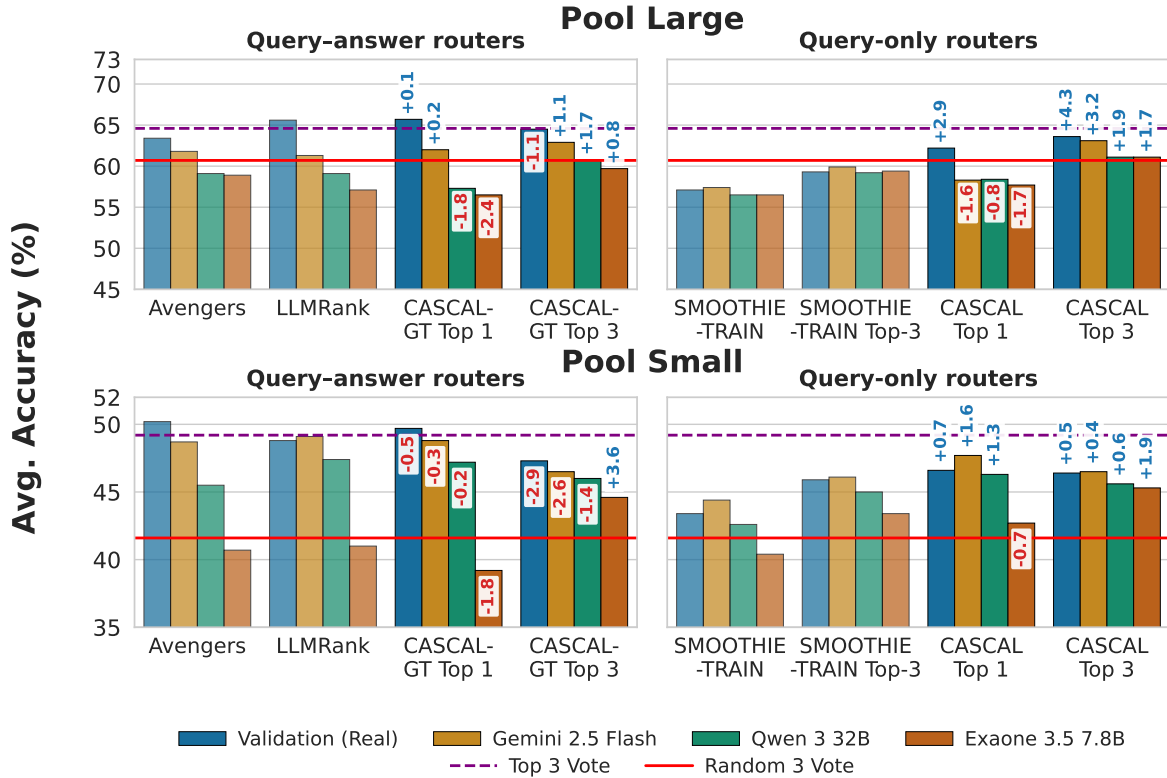 Pool Large
Query–answer routers
Query-only routers
Avg. Accuracy (%)
73
70
65
60
55
50
45
+0.1
+0.2
-1.8
-2.4
-1.1
+1.1
+1.7
+0.8
+2.9
-1.6
-0.8
-1.7
+4.3
+3.2
+1.9
+1.7
Avengers
LLMRank
CASCAL-
GT Top 1
CASCAL-
GT Top 3
SMOOTHIE
-TRAIN
SMOOTHIE
-TRAIN Top-3
CASCAL
Top 1
CASCAL
Top 3
Pool Small
Query–answer routers
Query-only routers
52
50
45
40
35
-0.5
-0.3
-0.2
-1.8
-2.9
-2.6
-1.4
+3.6
+0.7
+1.6
+1.3
-0.7
+0.5
+0.4
+0.6
+1.9
Avengers
LLMRank
CASCAL-
GT Top 1
CASCAL-
GT Top 3
SMOOTHIE
-TRAIN
SMOOTHIE
-TRAIN Top-3
CASCAL
Top 1
CASCAL
Top 3
Validation (Real)
Gemini 2.5 Flash
Qwen 3 32B
Exaone 3.5 7.8B
Top 3 Vote
Random 3 Vote